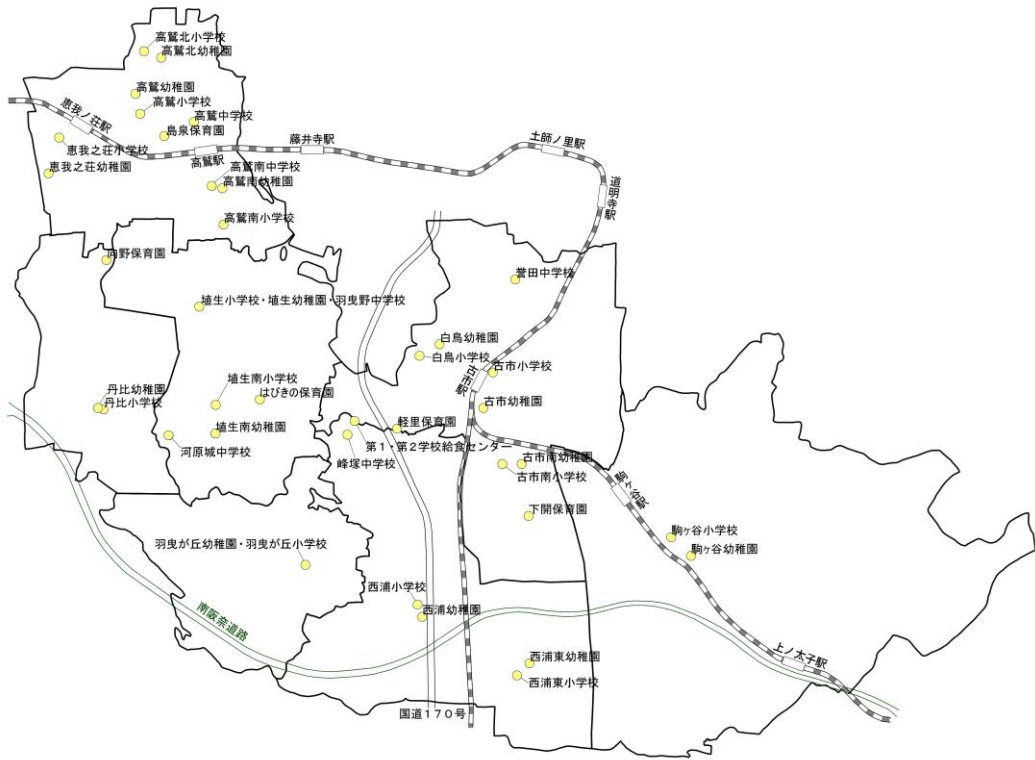 高鷲北小学校
高鷲北幼稚園
高鷲幼稚園
高鷲小学校
恵我ノ荘駅
高鷲中学校
島泉保育園
恵我之荘小学校
恵我之荘幼稚園
高鷲駅
藤井寺駅
土師ノ里駅
道明寺駅
高鷲南中学校
高鷲南幼稚園
高鷲南小学校
向野保育園
誉田中学校
埴生小学校・埴生幼稚園・羽曳野中学校
白鳥幼稚園
白鳥小学校
古市小学校
古市駅
埴生南小学校
はびきの保育園
丹比幼稚園
丹比小学校
古市幼稚園
埴生南幼稚園
軽里保育園
河原城中学校
第1・第2学校給食センター
峰塚中学校
古市南幼稚園
古市南小学校
駒ヶ谷駅
下開保育園
駒ヶ谷小学校
駒ヶ谷幼稚園
羽曳が丘幼稚園・羽曳が丘小学校
西浦小学校
西浦幼稚園
南阪奈道路
西浦東幼稚園
西浦東小学校
上ノ太子駅
国道170号